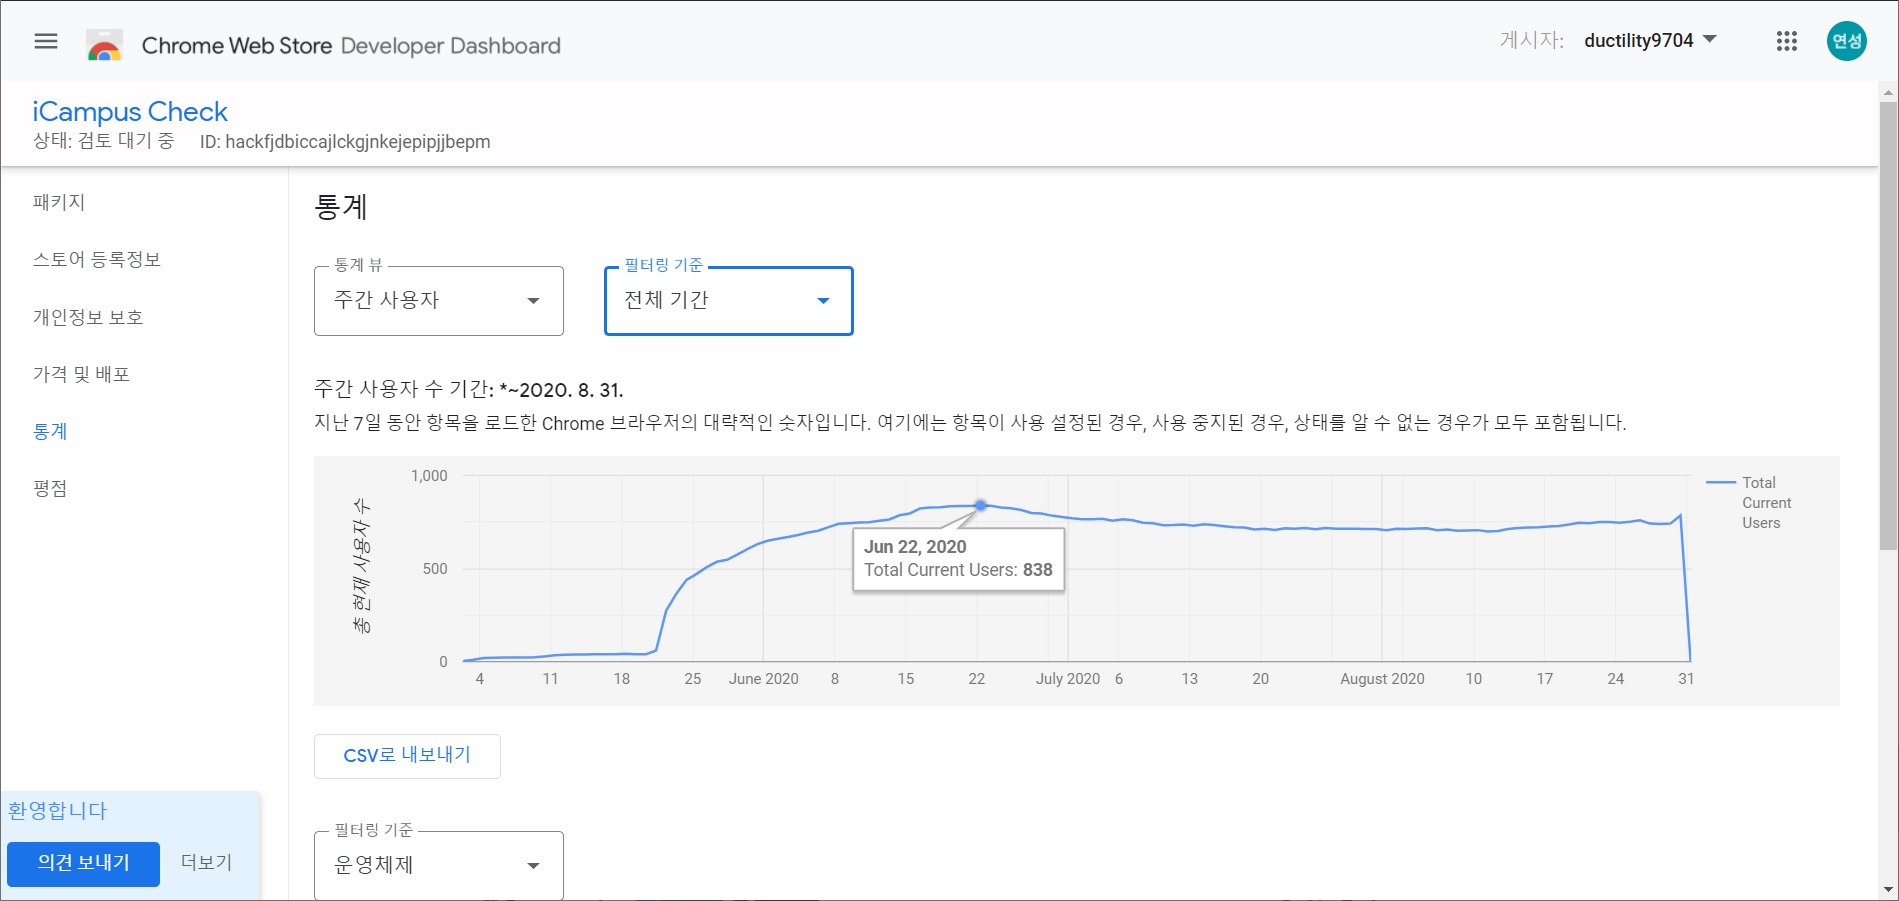 Chrome Web Store Developer Dashboard
게시자: ductility9704
연성
iCampus Check
상태: 검토 대기 중 ID: hackfjdbiccajlckgjnkejepipjjbepm
패키지
스토어 등록정보
개인정보 보호
가격 및 배포
통계
평점
환영합니다
의견 보내기 더보기
통계
통계 뷰
주간 사용자
필터링 기준
전체 기간
주간 사용자 수 기간: *~2020. 8. 31.
지난 7일 동안 항목을 로드한 Chrome 브라우저의 대략적인 숫자입니다. 여기에는 항목이 사용 설정된 경우, 사용 중지된 경우, 상태를 알 수 없는 경우가 모두 포함됩니다.
총 현재 사용자 수
1,000
500
0
Jun 22, 2020
Total Current Users: 838
4 11 18 25 June 2020 8 15 22 July 2020 6 13 20 August 2020 10 17 24 31
Total
Current
Users
CSV로 내보내기
필터링 기준
운영체제